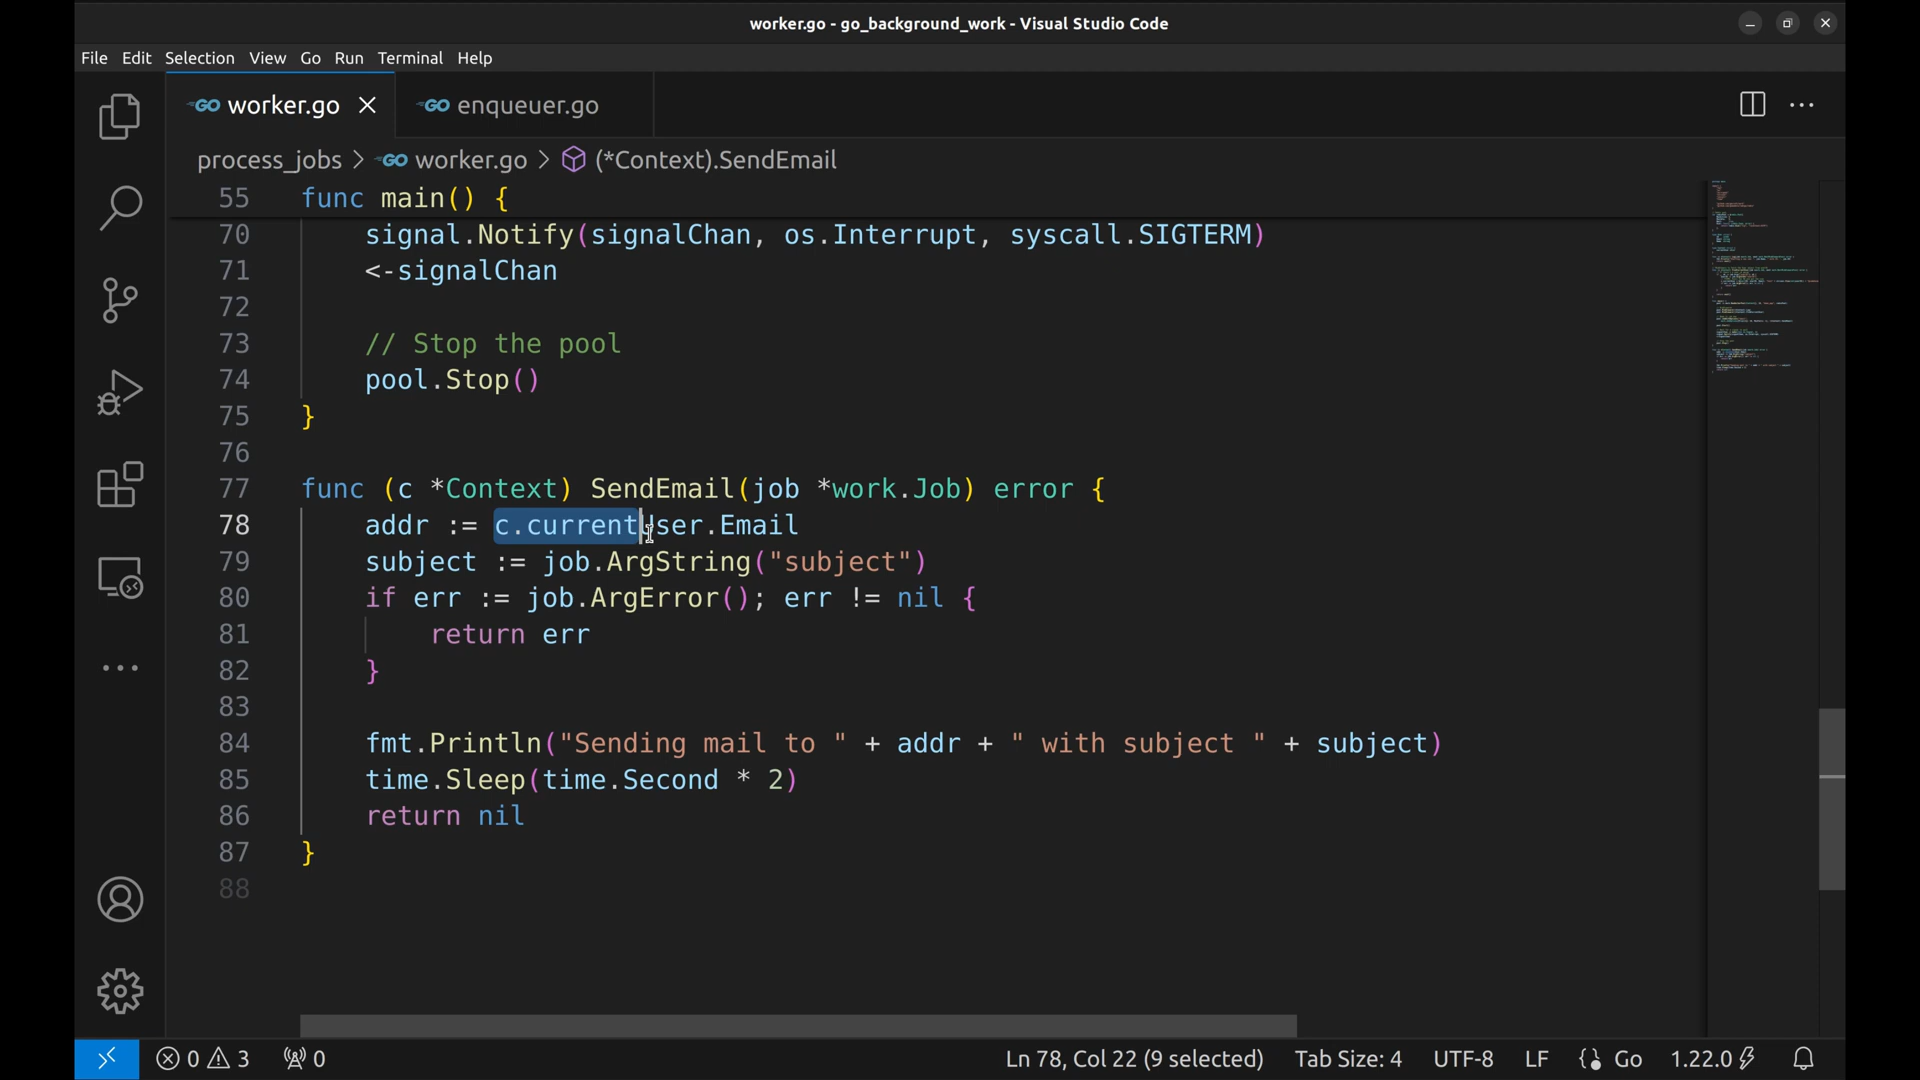 worker.go - go_background_work - Visual Studio Code
File Edit Selection View Go Run Terminal Help
GO worker.go GO enqueuer.go
process_jobs > GO worker.go > (*Context).SendEmail
55 func main() {
70 signal.Notify(signalChan, os.Interrupt, syscall.SIGTERM)
71 <-signalChan
72
73 // Stop the pool
74 pool.Stop()
75 }
76
77 func (c *Context) SendEmail(job *work.Job) error {
78 addr := c.currentUser.Email
79 subject := job.ArgString("subject")
80 if err := job.ArgError(); err != nil {
81 return err
82 }
83
84 fmt.Println("Sending mail to " + addr + " with subject " + subject)
85 time.Sleep(time.Second * 2)
86 return nil
87 }
88
0 3 0 Ln 78, Col 22 (9 selected) Tab Size: 4 UTF-8 LF Go 1.22.0